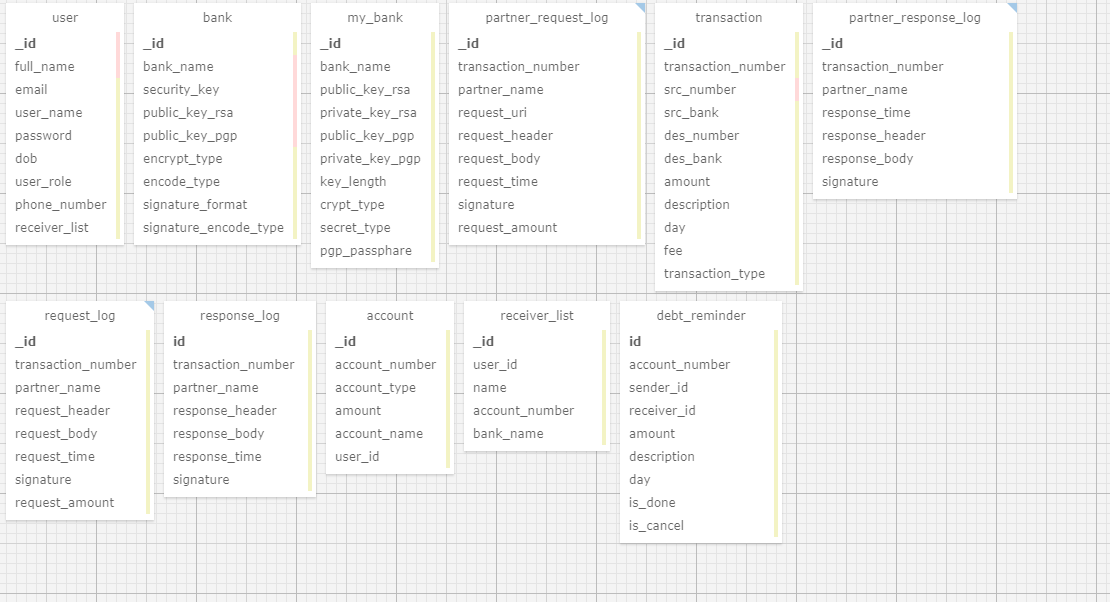 user
_id
full_name
email
user_name
password
dob
user_role
phone_number
receiver_list
bank
_id
bank_name
security_key
public_key_rsa
public_key_pgp
encrypt_type
encode_type
signature_format
signature_encode_type
my_bank
_id
bank_name
public_key_rsa
private_key_rsa
public_key_pgp
private_key_pgp
key_length
crypt_type
secret_type
pgp_passphare
partner_request_log
_id
transaction_number
partner_name
request_uri
request_header
request_body
request_time
signature
request_amount
transaction
_id
transaction_number
src_number
src_bank
des_number
des_bank
amount
description
day
fee
transaction_type
partner_response_log
_id
transaction_number
partner_name
response_time
response_header
response_body
signature
request_log
_id
transaction_number
partner_name
request_header
request_body
request_time
signature
request_amount
response_log
id
transaction_number
partner_name
response_header
response_body
response_time
signature
account
_id
account_number
account_type
amount
account_name
user_id
receiver_list
_id
user_id
name
account_number
bank_name
debt_reminder
id
account_number
sender_id
receiver_id
amount
description
day
is_done
is_cancel